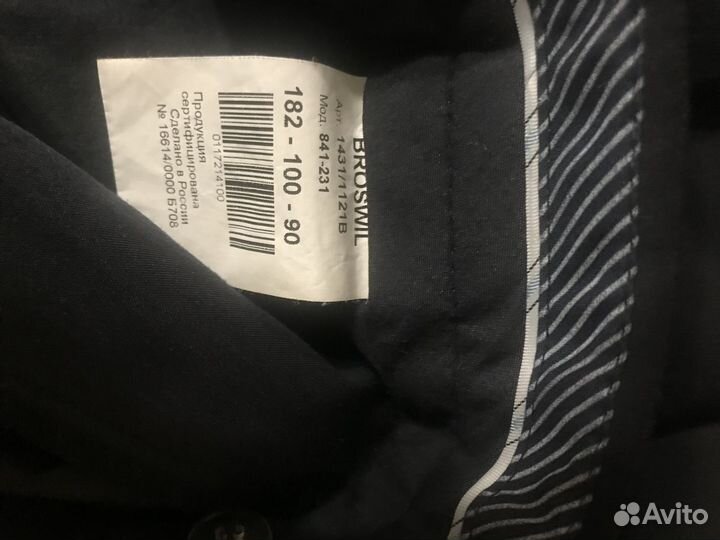 BROSWIL
Арт. 1431/1121В
Мод. 841-231
182 - 100 - 90
0117214100
Продукция
сертифицирована
Сделано в России
№ 16614/0000 Б708
Avito